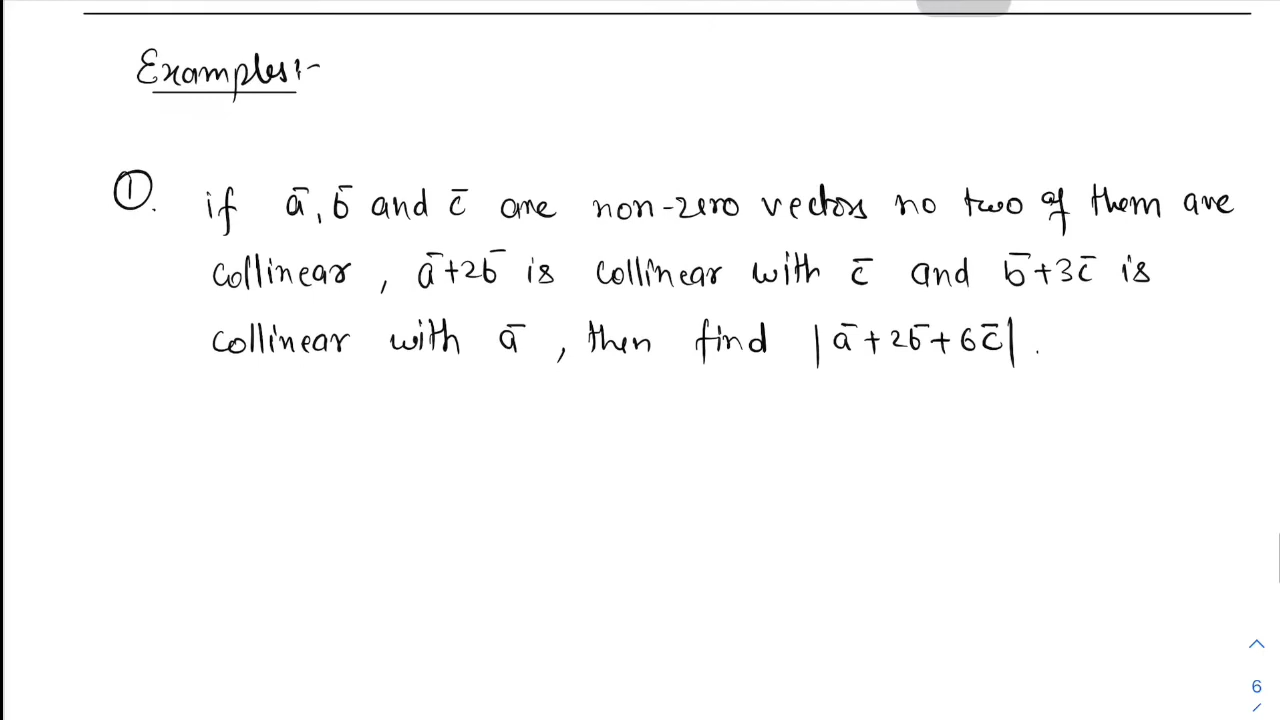 Examples:-
①. if ā, b̄ and c̄ are non-zero vectors no two of them are
collinear, ā+2b̄ is collinear with c̄ and b̄+3c̄ is
collinear with ā, then find |ā+2b̄+6c̄|.
6